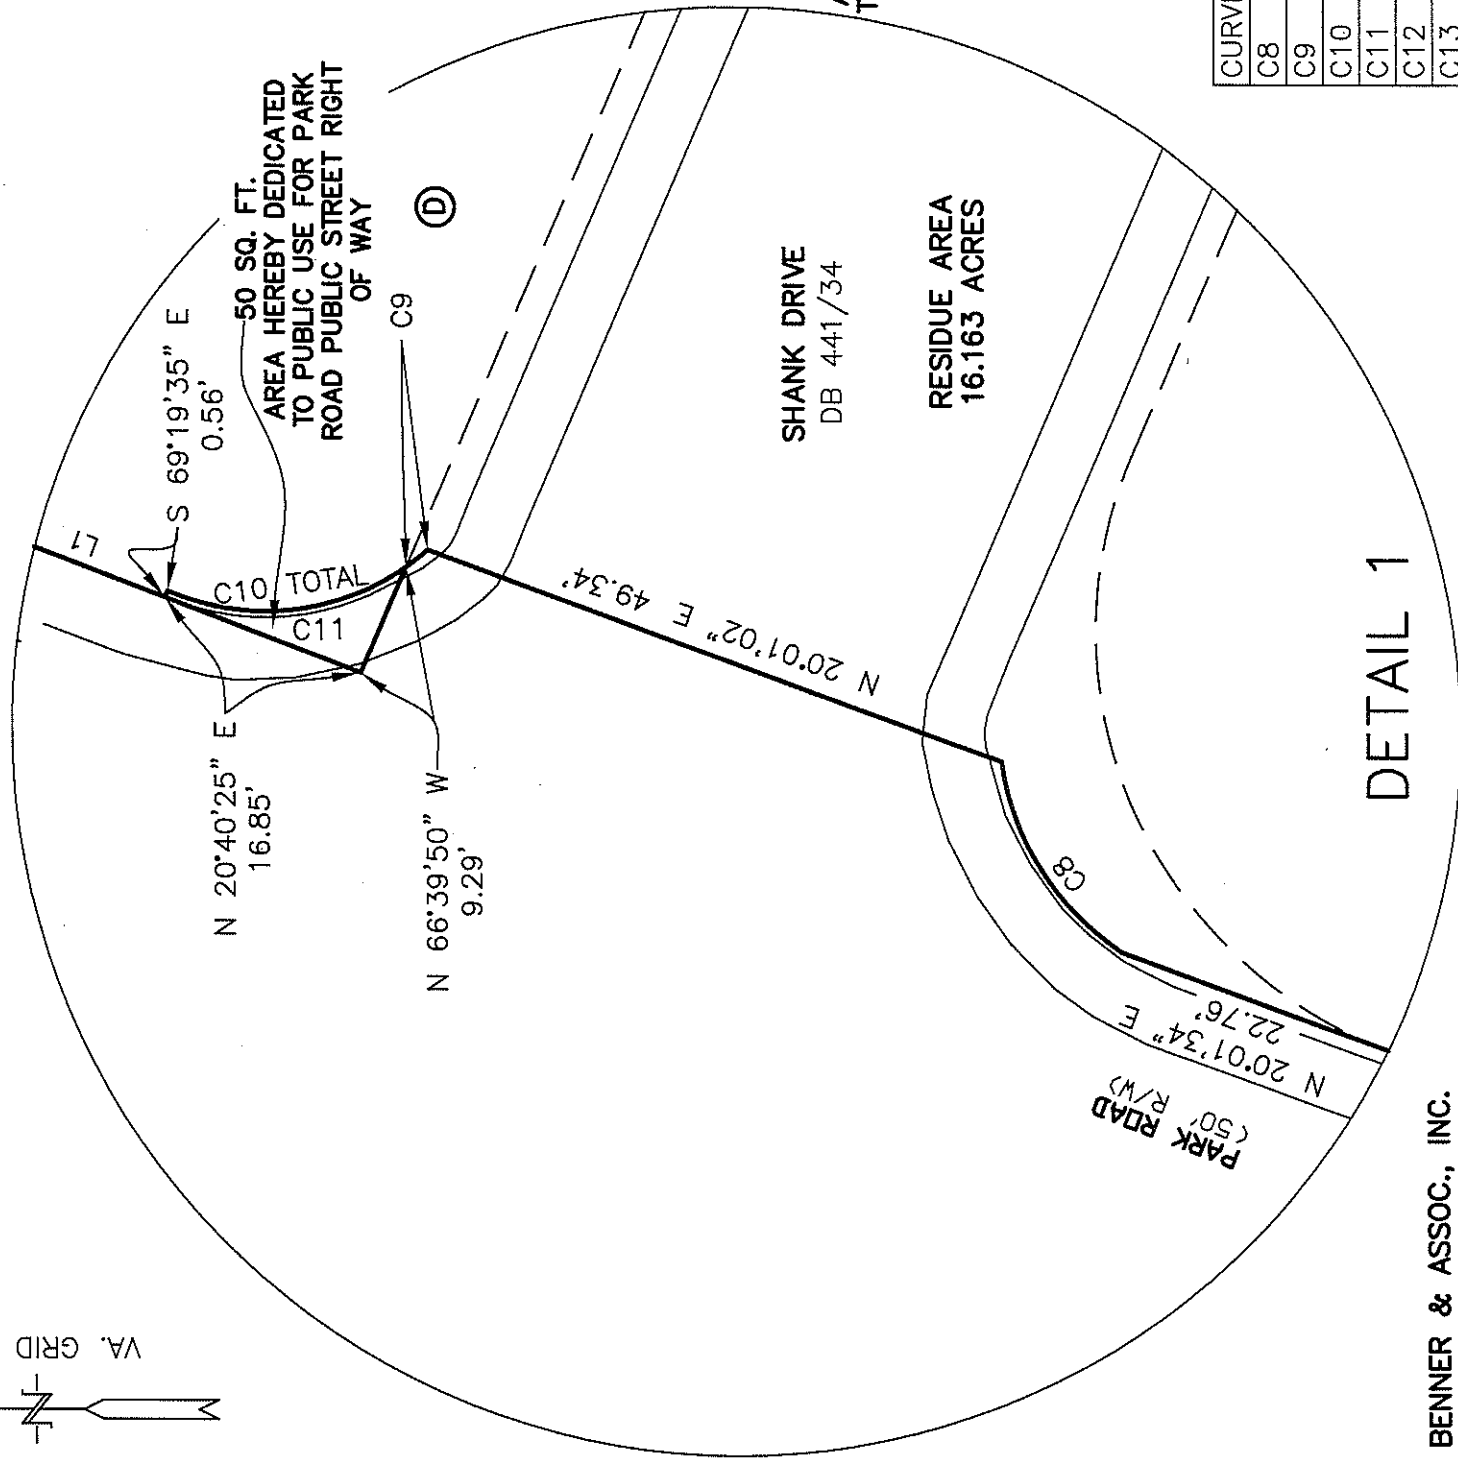 VA. GRID
S 69°19'35" E
0.56'
50 SQ. FT.
AREA HEREBY DEDICATED
TO PUBLIC USE FOR PARK
ROAD PUBLIC STREET RIGHT
OF WAY
D
L1
C10 TOTAL
C11
C9
N 20°40'25" E
16.85'
N 66°39'50" W
9.29'
SHANK DRIVE
DB 441/34
RESIDUE AREA
16.163 ACRES
N 20°01'02" E 49.34'
C8
N 20°01'34" E
22.76'
PARK ROAD
(50' R/W)
DETAIL 1
BENNER & ASSOC., INC.
C8
C9
C10
C11
C12
C13